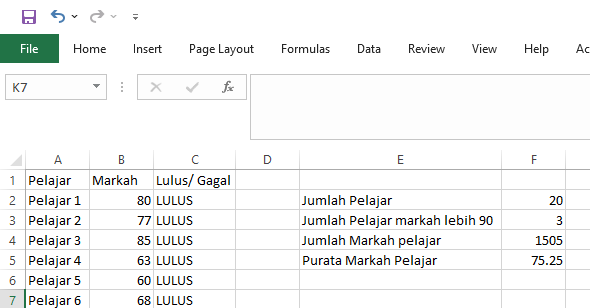 File Home Insert Page Layout Formulas Data Review View Help Ac
K7 fx
A B C D E F
1 Pelajar Markah Lulus/ Gagal
2 Pelajar 1 80 LULUS Jumlah Pelajar 20
3 Pelajar 2 77 LULUS Jumlah Pelajar markah lebih 90 3
4 Pelajar 3 85 LULUS Jumlah Markah pelajar 1505
5 Pelajar 4 63 LULUS Purata Markah Pelajar 75.25
6 Pelajar 5 60 LULUS
7 Pelajar 6 68 LULUS